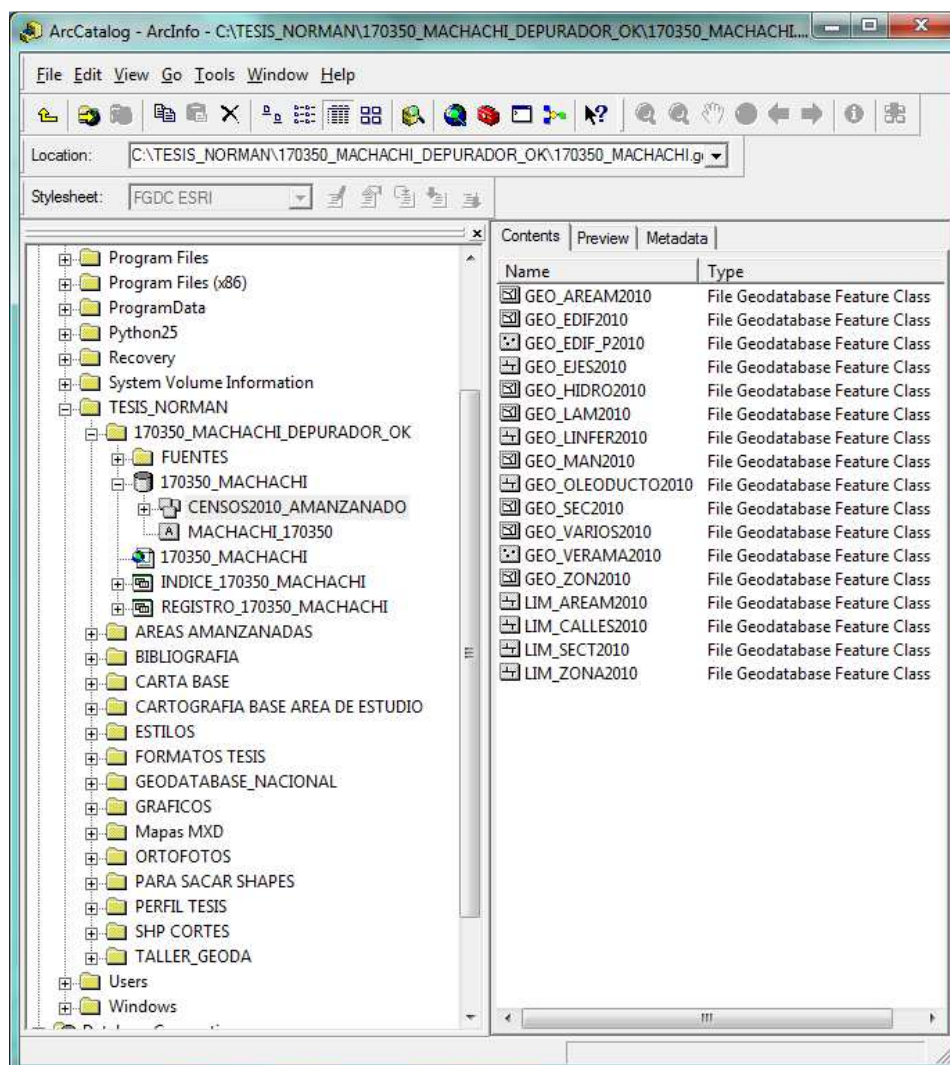 ArcCatalog - ArcInfo - C:\TESIS_NORMAN\170350_MACHACHI_DEPURADOR_OK\170350_MACHACHI....
File Edit View Go Tools Window Help
Location: C:\TESIS_NORMAN\170350_MACHACHI_DEPURADOR_OK\170350_MACHACHI.g
Stylesheet: FGDC ESRI
Program Files
Program Files (x86)
ProgramData
Python25
Recovery
System Volume Information
TESIS_NORMAN
170350_MACHACHI_DEPURADOR_OK
FUENTES
170350_MACHACHI
CENSOS2010_AMANZANADO
MACHACHI_170350
170350_MACHACHI
INDICE_170350_MACHACHI
REGISTRO_170350_MACHACHI
AREAS AMANZANADAS
BIBLIOGRAFIA
CARTA BASE
CARTOGRAFIA BASE AREA DE ESTUDIO
ESTILOS
FORMATOS TESIS
GEODATABASE_NACIONAL
GRAFICOS
Mapas MXD
ORTOFOTOS
PARA SACAR SHAPES
PERFIL TESIS
SHP CORTES
TALLER_GEODA
Users
Windows
Contents Preview Metadata
Name Type
GEO_AREAM2010 File Geodatabase Feature Class
GEO_EDIF2010 File Geodatabase Feature Class
GEO_EDIF_P2010 File Geodatabase Feature Class
GEO_EJES2010 File Geodatabase Feature Class
GEO_HIDRO2010 File Geodatabase Feature Class
GEO_LAM2010 File Geodatabase Feature Class
GEO_LINFER2010 File Geodatabase Feature Class
GEO_MAN2010 File Geodatabase Feature Class
GEO_OLEODUCTO2010 File Geodatabase Feature Class
GEO_SEC2010 File Geodatabase Feature Class
GEO_VARIOS2010 File Geodatabase Feature Class
GEO_VERAMA2010 File Geodatabase Feature Class
GEO_ZON2010 File Geodatabase Feature Class
LIM_AREAM2010 File Geodatabase Feature Class
LIM_CALLES2010 File Geodatabase Feature Class
LIM_SECT2010 File Geodatabase Feature Class
LIM_ZONA2010 File Geodatabase Feature Class